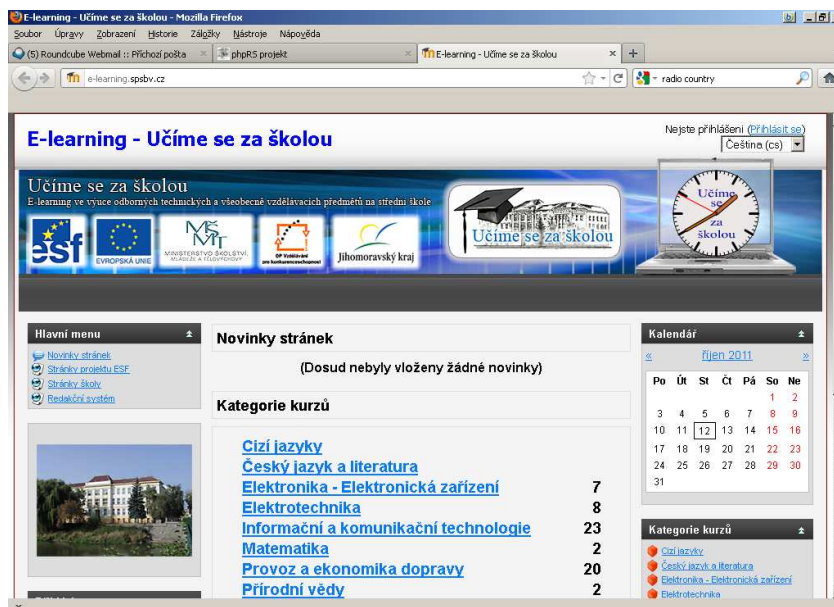 E-learning - Učíme se za školou - Mozilla Firefox
Soubor Úpravy Zobrazení Historie Záložky Nástroje Nápověda
(5) Roundcube Webmail :: Příchozí pošta
phpRS projekt
E-learning - Učíme se za školou
e-learning.spsbv.cz
radio country
E-learning - Učíme se za školou
Nejste přihlášeni (Přihlásit se)
Čeština (cs)
Učíme se za školou
E-learning ve výuce odborných technických a všeobecně vzdělávacích předmětů na střední škole
esf
EVROPSKÁ UNIE
MINISTERSTVO ŠKOLSTVÍ,
MLÁDEŽE A TĚLOVÝCHOVY
OP Vzdělávání
pro konkurenceschopnost
Jihomoravský kraj
Učíme se za školou
Učíme
se
za
školou
Hlavní menu
Novinky stránek
Stránky projektu ESF
Stránky školy
Redakční systém
Novinky stránek
(Dosud nebyly vloženy žádné novinky)
Kategorie kurzů
Cizí jazyky
Český jazyk a literatura
Elektronika - Elektronická zařízení 7
Elektrotechnika 8
Informační a komunikační technologie 23
Matematika 2
Provoz a ekonomika dopravy 20
Přírodní vědy 2
Kalendář
« říjen 2011 »
Po Út St Čt Pá So Ne
1 2
3 4 5 6 7 8 9
10 11 12 13 14 15 16
17 18 19 20 21 22 23
24 25 26 27 28 29 30
31
Kategorie kurzů
Cizí jazyky
Český jazyk a literatura
Elektronika - Elektronická zařízení
Elektrotechnika